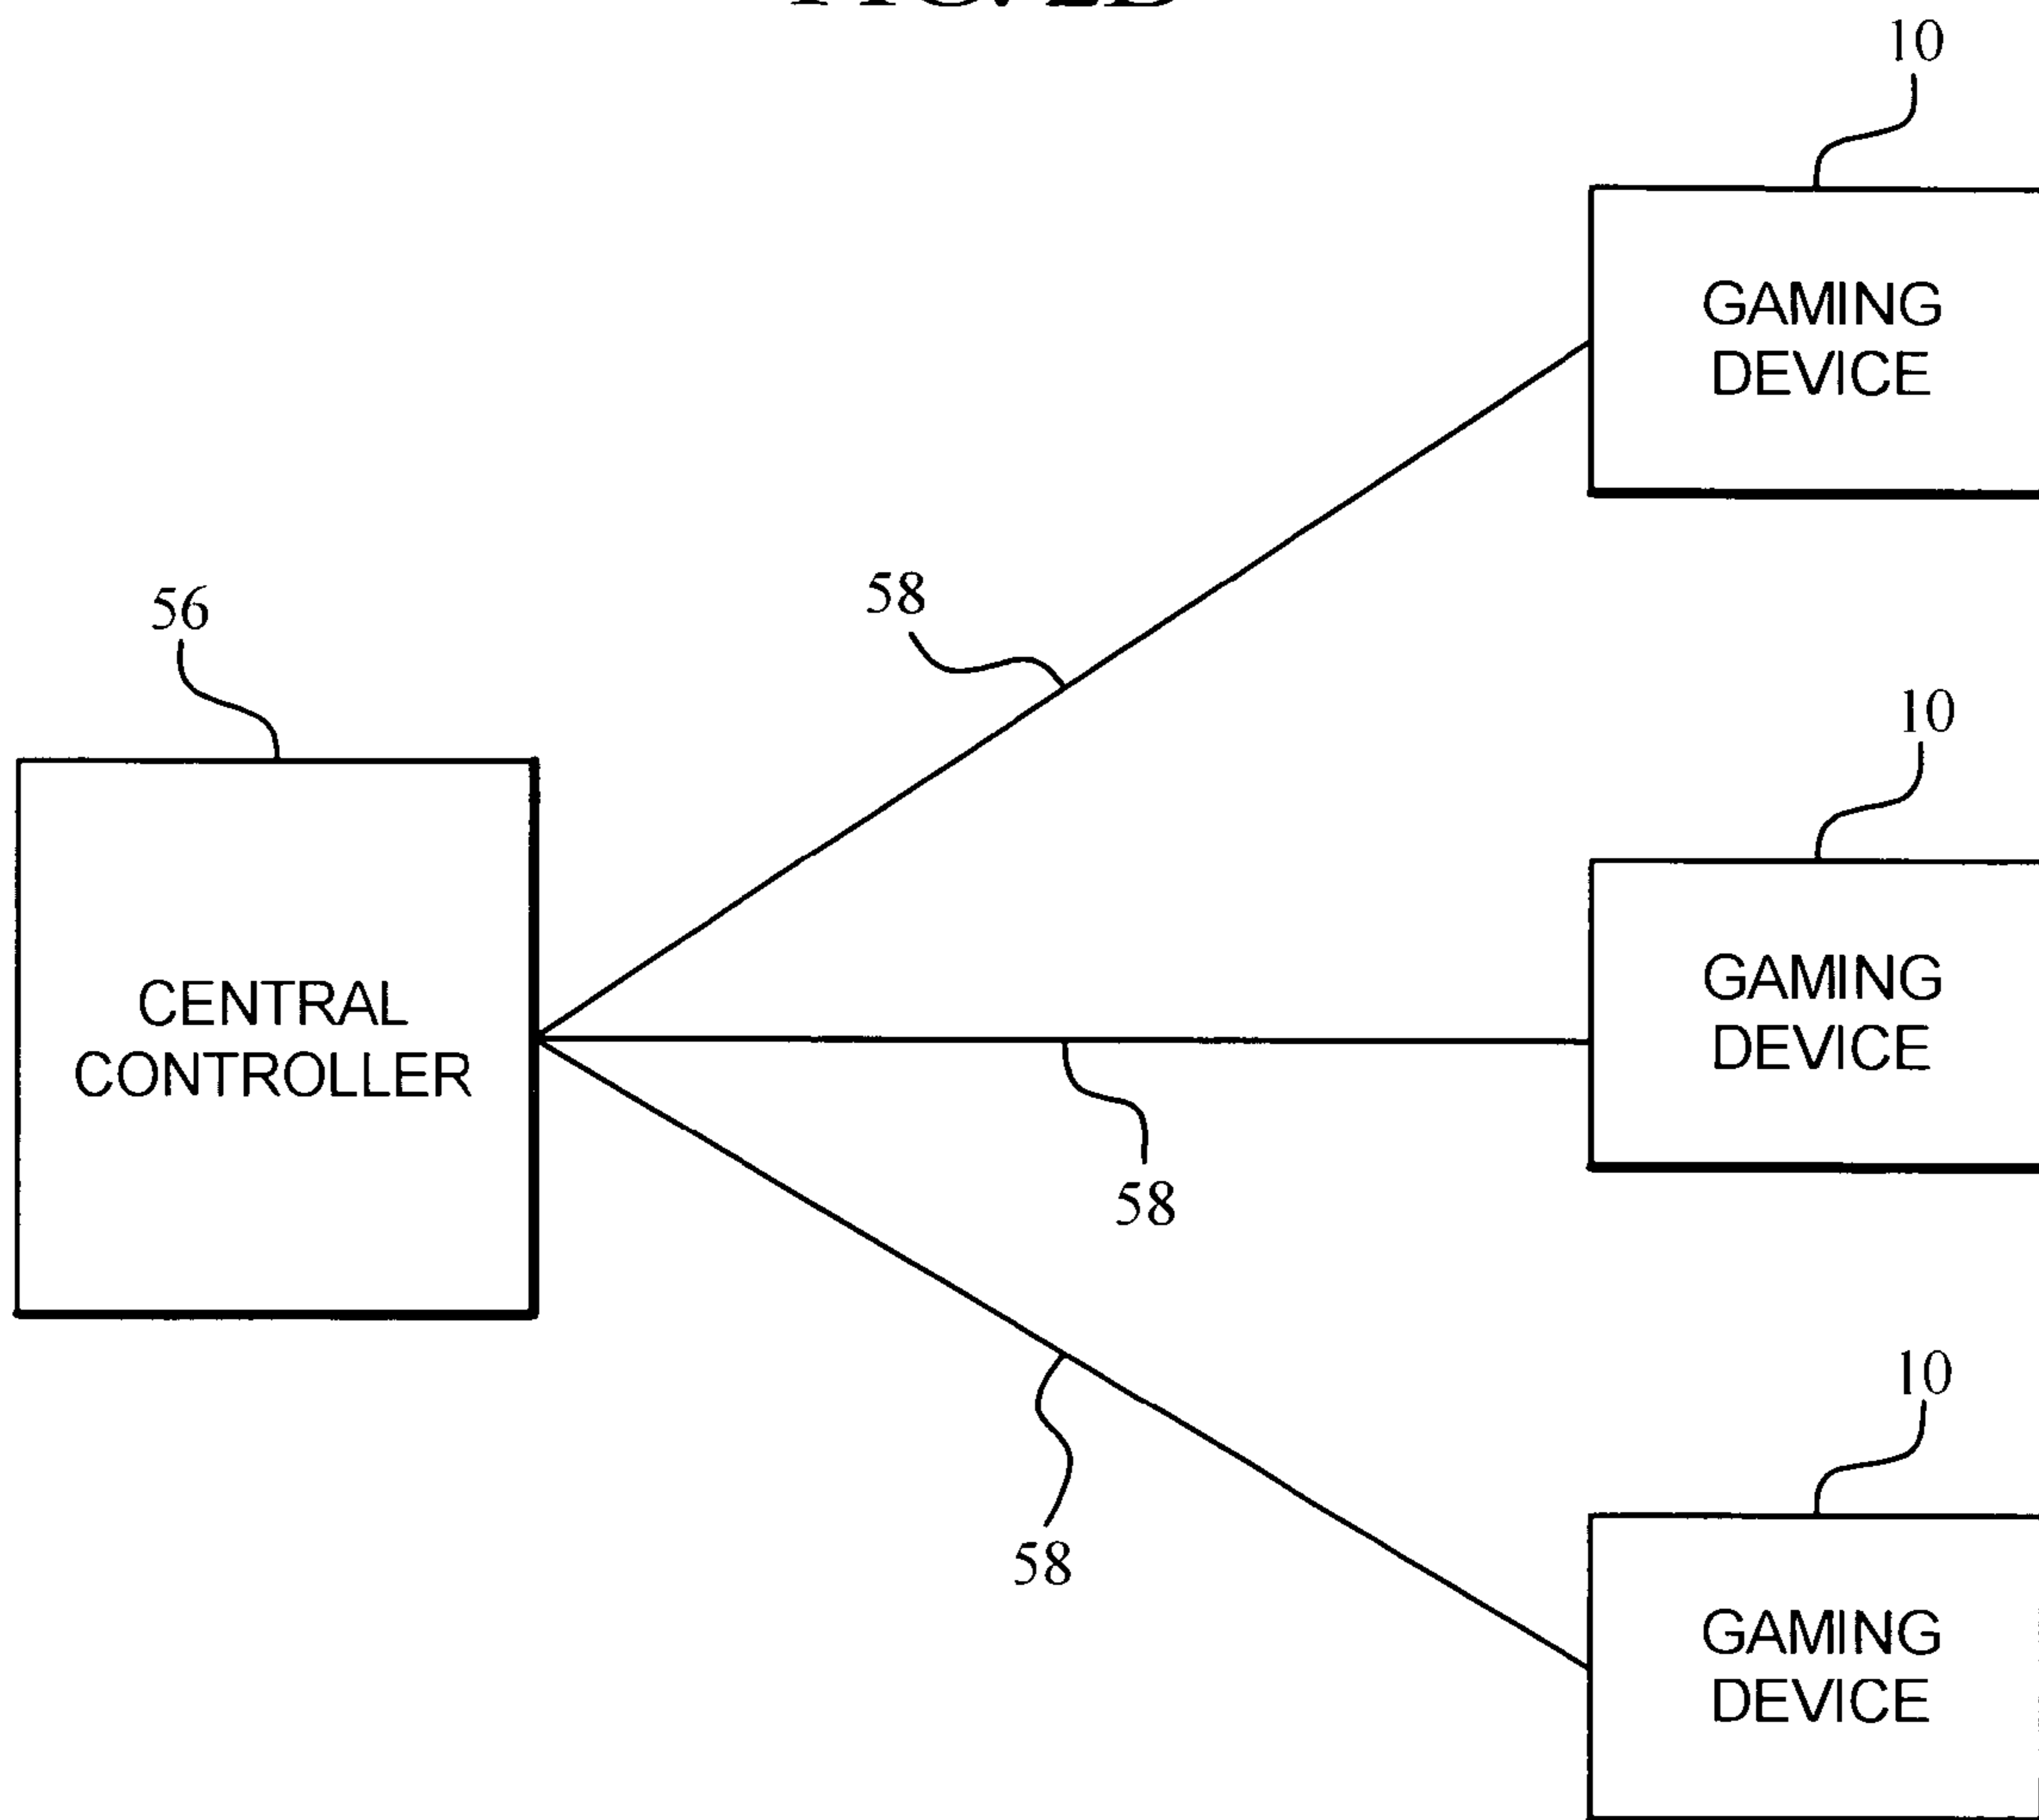 10
GAMING
DEVICE
58
56
10
CENTRAL
CONTROLLER
GAMING
DEVICE
58
10
58
GAMING
DEVICE